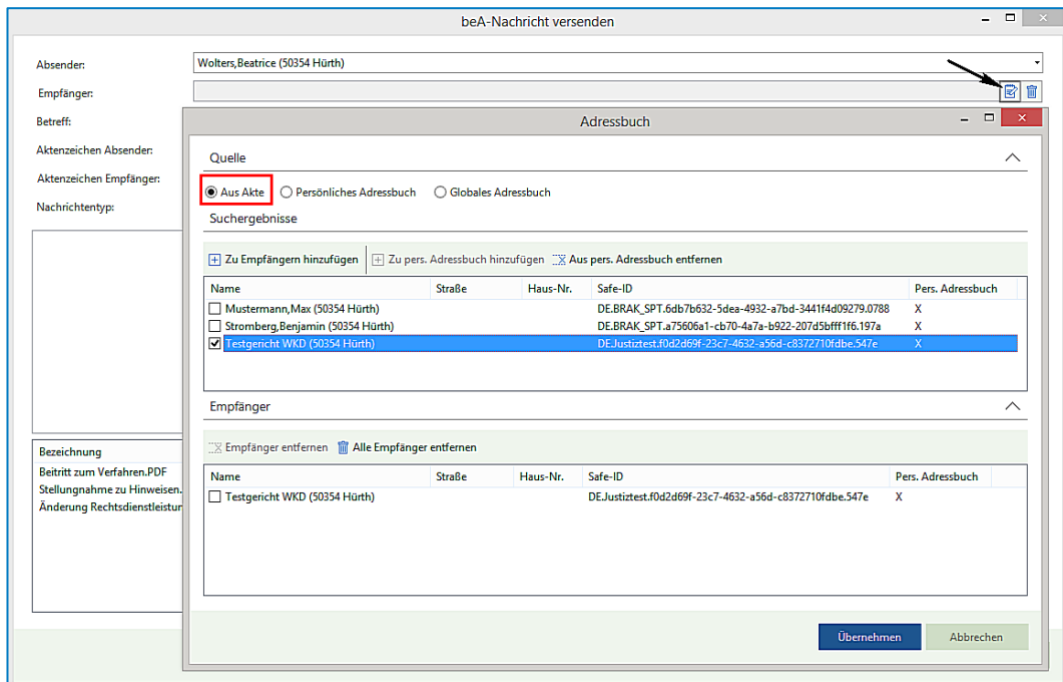 beA-Nachricht versenden
Absender: Wolters,Beatrice (50354 Hürth)
Empfänger:
Betreff:
Aktenzeichen Absender:
Aktenzeichen Empfänger:
Nachrichtentyp:
Adressbuch
Quelle
Aus Akte Persönliches Adressbuch Globales Adressbuch
Suchergebnisse
Zu Empfängern hinzufügen Zu pers. Adressbuch hinzufügen Aus pers. Adressbuch entfernen
Name Straße Haus-Nr. Safe-ID Pers. Adressbuch
Mustermann,Max (50354 Hürth) DE.BRAK_SPT.6db7b632-5dea-4932-a7bd-3441f4d09279.0788 X
Stromberg,Benjamin (50354 Hürth) DE.BRAK_SPT.a75606a1-cb70-4a7a-b922-207d5bfff1f6.197a X
Testgericht WKD (50354 Hürth) DE.Justiztest.f0d2d69f-23c7-4632-a56d-c8372710fdbe.547e X
Empfänger
Empfänger entfernen Alle Empfänger entfernen
Name Straße Haus-Nr. Safe-ID Pers. Adressbuch
Testgericht WKD (50354 Hürth) DE.Justiztest.f0d2d69f-23c7-4632-a56d-c8372710fdbe.547e X
Bezeichnung
Beitritt zum Verfahren.PDF
Stellungnahme zu Hinweisen.
Änderung Rechtsdienstleistur
Übernehmen Abbrechen